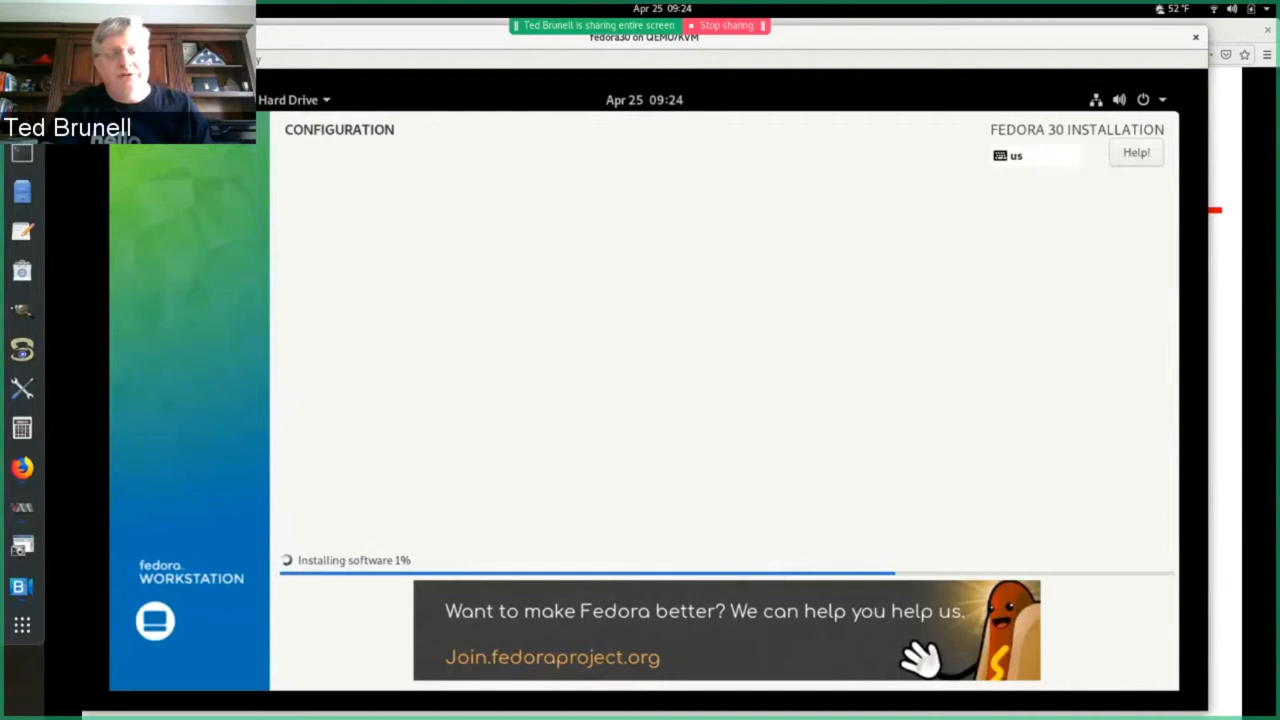 Apr 25 09:24
52 °F
Ted Brunell is sharing entire screen
Stop sharing
fedora30 on QEMU/KVM
Hard Drive
Apr 25 09:24
Ted Brunell
hello
CONFIGURATION
FEDORA 30 INSTALLATION
us
Help!
Installing software 1%
fedora
WORKSTATION
Want to make Fedora better? We can help you help us.
Join.fedoraproject.org
B